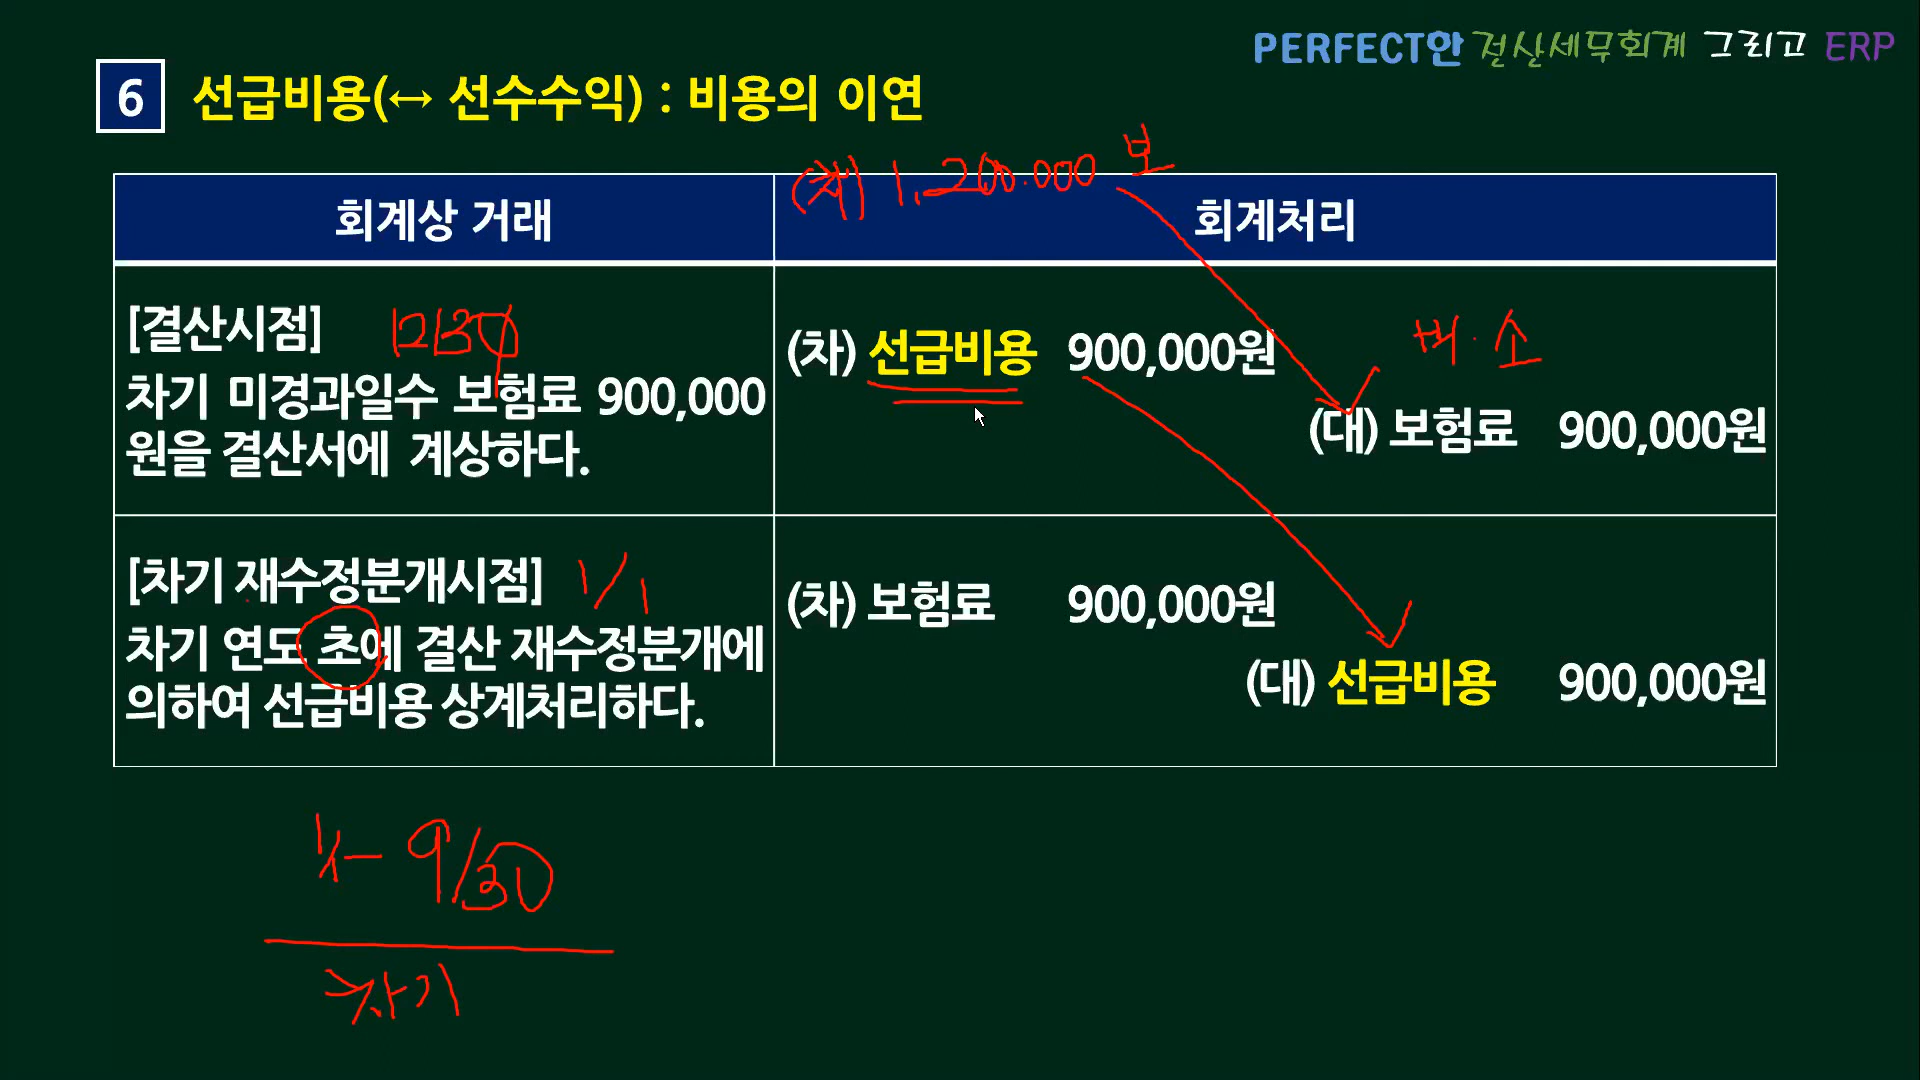 PERFECT한 전산세무회계 그리고 ERP
6 선급비용(↔ 선수수익) : 비용의 이연
(차) 1,200.000 보
회계상 거래
회계처리
[결산시점]
차기 미경과일수 보험료 900,000
원을 결산서에 계상하다.
(차) 선급비용 900,000원
비·소
(대) 보험료 900,000원
[차기 재수정분개시점] 1/1
차기 연도 초에 결산 재수정분개에
의하여 선급비용 상계처리하다.
(차) 보험료 900,000원
(대) 선급비용 900,000원
9/30
차기